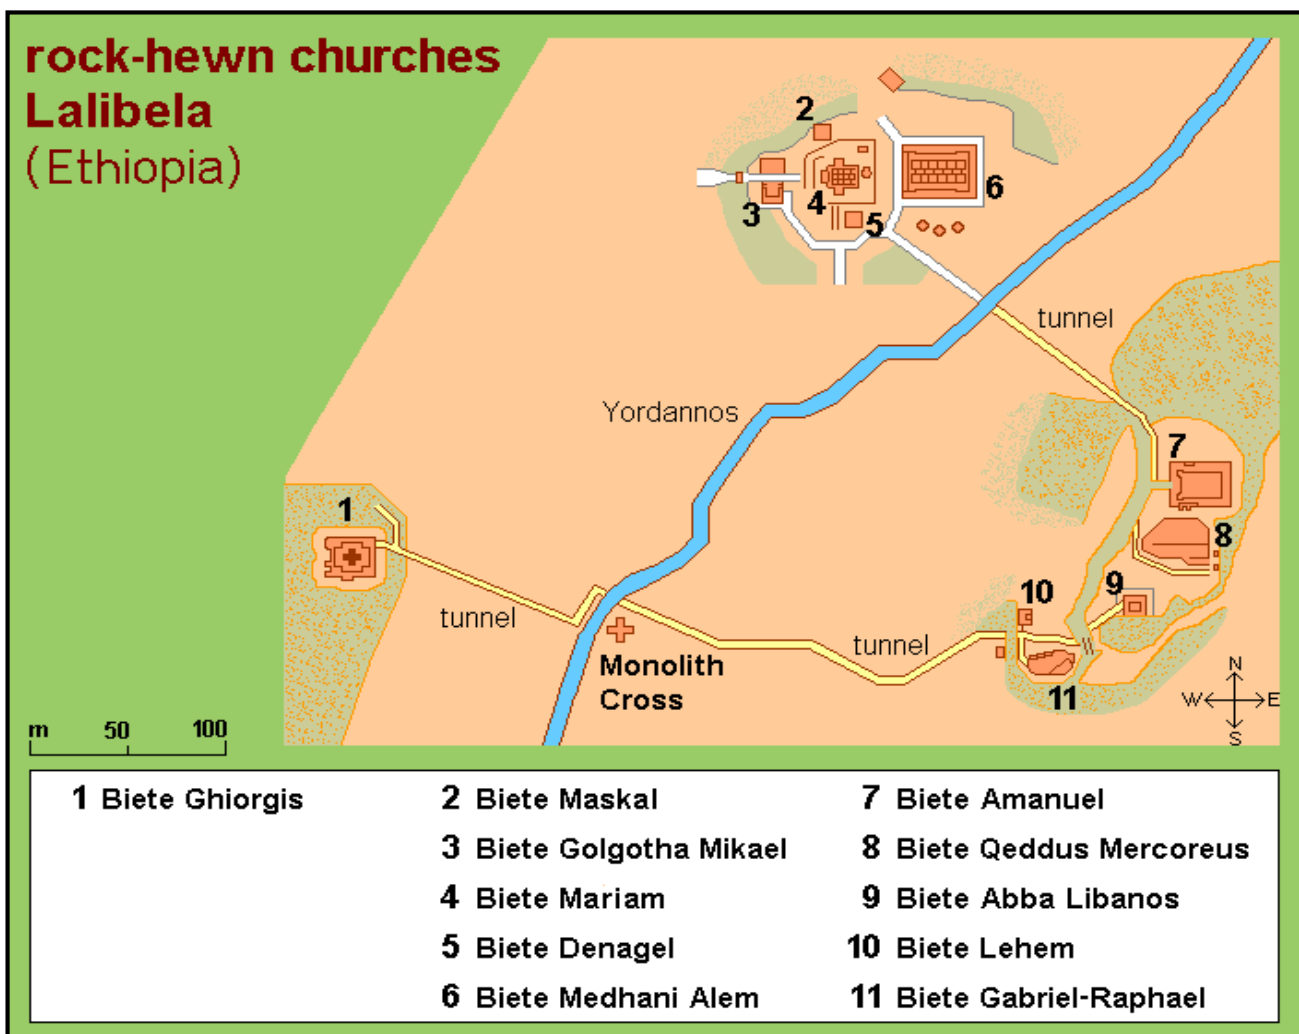 rock-hewn churches
Lalibela
(Ethiopia)
2
3
4
5
6
tunnel
Yordannos
7
1
8
9
10
tunnel
tunnel
Monolith
Cross
11
N
W E
S
m 50 100
1 Biete Ghiorgis
2 Biete Maskal
3 Biete Golgotha Mikael
4 Biete Mariam
5 Biete Denagel
6 Biete Medhani Alem
7 Biete Amanuel
8 Biete Qeddus Mercoreus
9 Biete Abba Libanos
10 Biete Lehem
11 Biete Gabriel-Raphael